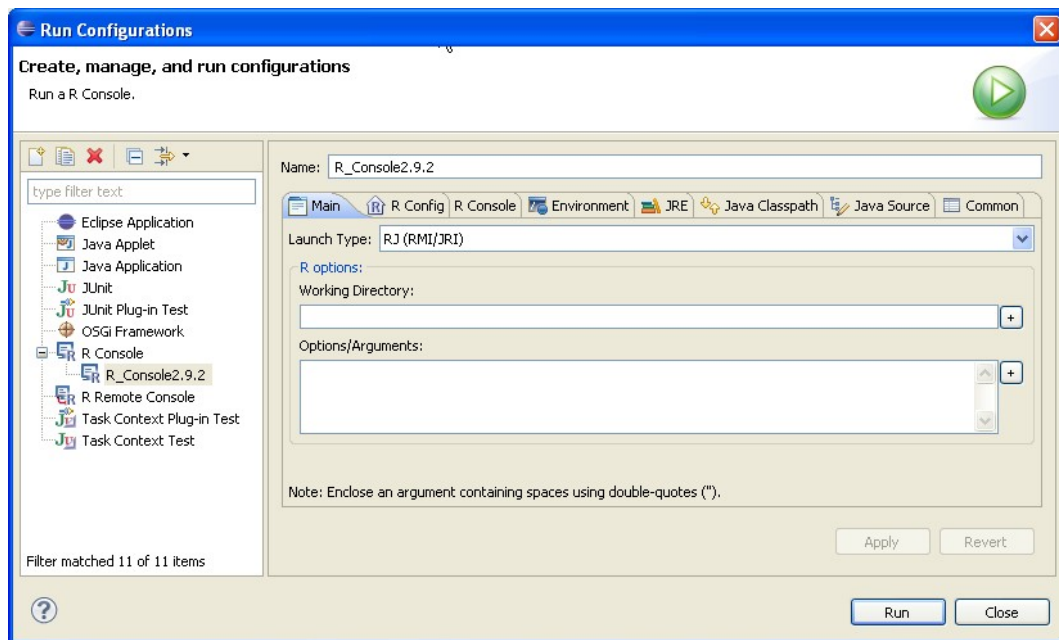 Run Configurations
Create, manage, and run configurations
Run a R Console.
type filter text
Eclipse Application
Java Applet
Java Application
JUnit
JUnit Plug-in Test
OSGi Framework
R Console
R_Console2.9.2
R Remote Console
Task Context Plug-in Test
Task Context Test
Filter matched 11 of 11 items
Name: R_Console2.9.2
Main R Config R Console Environment JRE Java Classpath Java Source Common
Launch Type: RJ (RMI/JRI)
R options:
Working Directory:
+
Options/Arguments:
+
Note: Enclose an argument containing spaces using double-quotes (").
Apply Revert
? Run Close